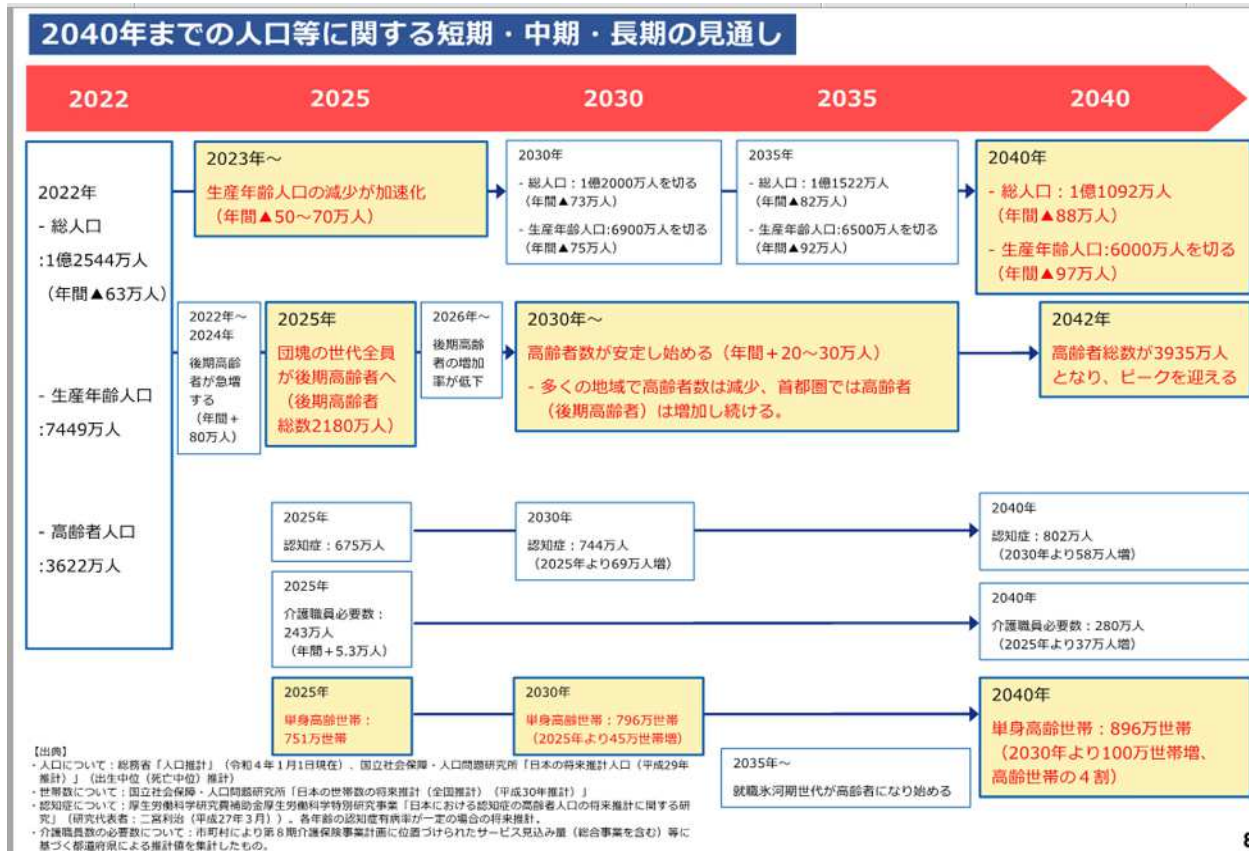 2040年までの人口等に関する短期・中期・長期の見通し
2022
2025
2030
2035
2040
2022年
- 総人口
:1億2544万人
(年間▲63万人)
- 生産年齢人口
:7449万人
- 高齢者人口
:3622万人
2023年～
生産年齢人口の減少が加速化
（年間▲50～70万人）
2030年
- 総人口：1億2000万人を切る
(年間▲73万人)
- 生産年齢人口:6900万人を切る
(年間▲75万人)
2035年
- 総人口：1億1522万人
(年間▲82万人)
- 生産年齢人口:6500万人を切る
(年間▲92万人)
2040年
- 総人口：1億1092万人
(年間▲88万人)
- 生産年齢人口:6000万人を切る
(年間▲97万人)
2022年～
2024年
後期高齢
者が急増
する
（年間＋
80万人）
2025年
団塊の世代全員
が後期高齢者へ
（後期高齢者
総数2180万人）
2026年～
後期高齢
者の増加
率が低下
2030年～
高齢者数が安定し始める（年間＋20～30万人）
- 多くの地域で高齢者数は減少、首都圏では高齢者
（後期高齢者）は増加し続ける。
2042年
高齢者総数が3935万人
となり、ピークを迎える
2025年
認知症：675万人
2030年
認知症：744万人
（2025年より69万人増）
2040年
認知症：802万人
(2030年より58万人増)
2025年
介護職員必要数：
243万人
（年間＋5.3万人）
2040年
介護職員必要数：280万人
(2025年より37万人増)
2025年
単身高齢世帯：
751万世帯
2030年
単身高齢世帯：796万世帯
(2025年より45万世帯増)
2040年
単身高齢世帯：896万世帯
（2030年より100万世帯増、
高齢世帯の４割）
2035年～
就職氷河期世代が高齢者になり始める
【出典】
・人口について：総務省「人口推計」（令和４年１月1日現在）、国立社会保障・人口問題研究所「日本の将来推計人口（平成29年
推計）」（出生中位（死亡中位）推計）
・世帯数について：国立社会保障・人口問題研究所「日本の世帯数の将来推計（全国推計）（平成30年推計）」
・認知症について：厚生労働科学研究費補助金厚生労働科学特別研究事業「日本における認知症の高齢者人口の将来推計に関する研
究」（研究代表者：二宮利治（平成27年３月））。各年齢の認知症有病率が一定の場合の将来推計。
・介護職員数の必要数について：市町村により第８期介護保険事業計画に位置づけられたサービス見込み量（総合事業を含む）等に
基づく都道府県による推計値を集計したもの。
8